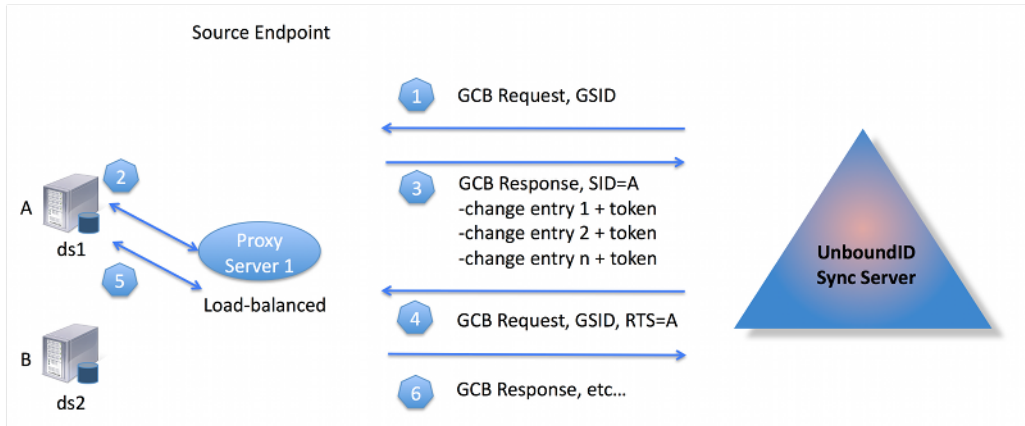 Source Endpoint
1
GCB Request, GSID
2
A
ds1
Proxy
Server 1
Load-balanced
3
GCB Response, SID=A
-change entry 1 + token
-change entry 2 + token
-change entry n + token
UnboundID
Sync Server
5
4
GCB Request, GSID, RTS=A
B
ds2
6
GCB Response, etc...